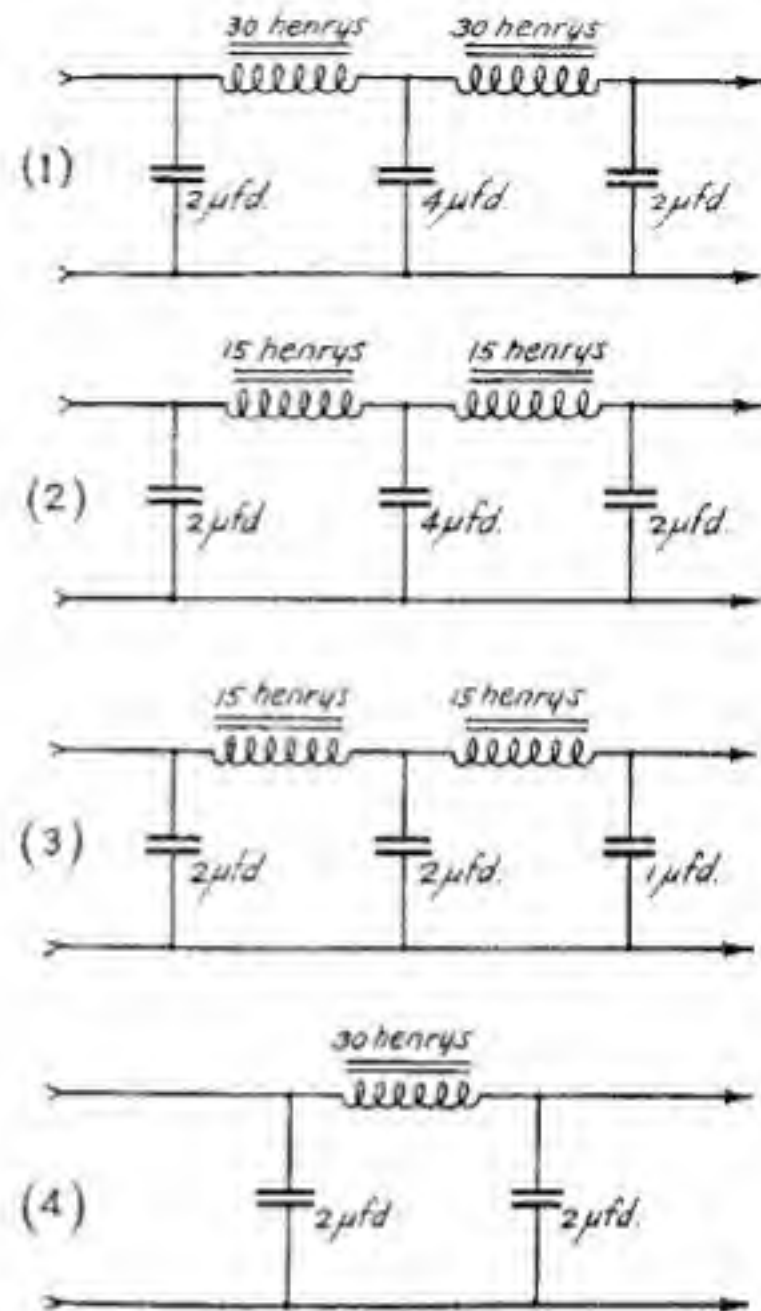 30 henrys 30 henrys
(1) 2µfd. 4µfd. 2µfd.
15 henrys 15 henrys
(2) 2µfd 4µfd. 2µfd.
15 henrys 15 henrys
(3) 2µfd 2µfd. 1µfd.
30 henrys
(4) 2µfd 2µfd.